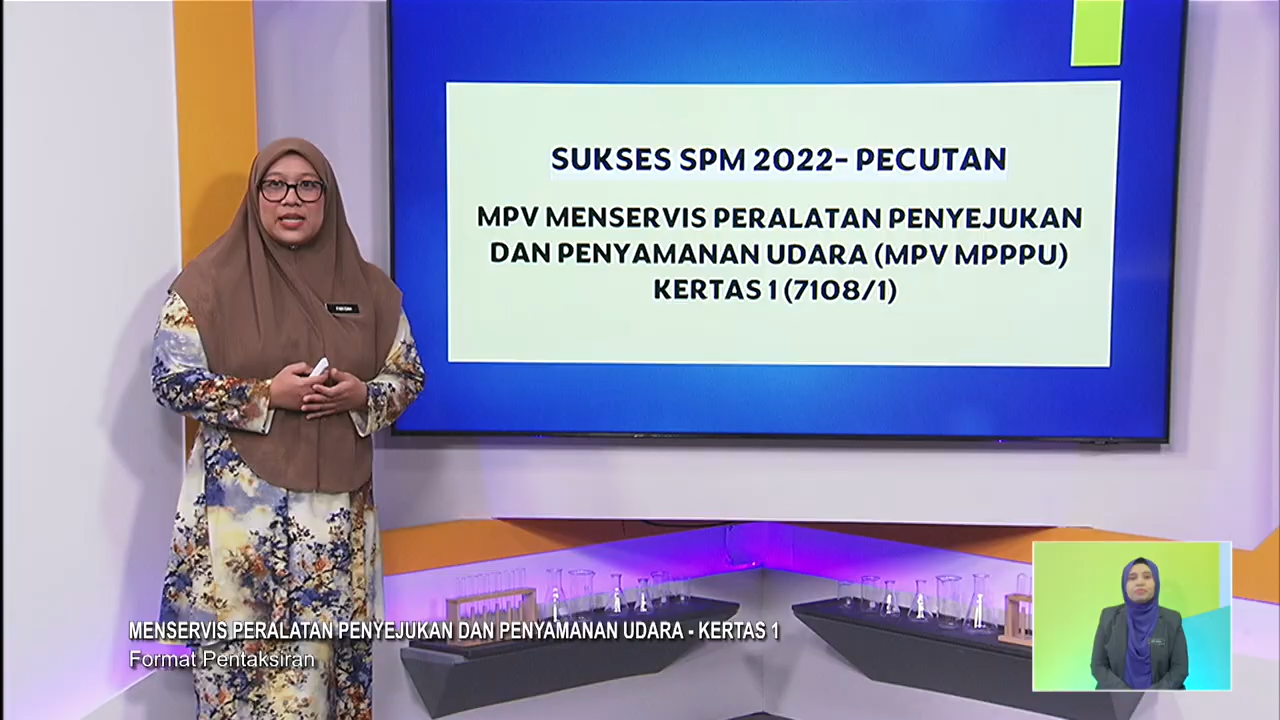 SUKSES SPM 2022- PECUTAN
MPV MENSERVIS PERALATAN PENYEJUKAN
DAN PENYAMANAN UDARA (MPV MPPPU)
KERTAS 1 (7108/1)
MENSERVIS PERALATAN PENYEJUKAN DAN PENYAMANAN UDARA - KERTAS 1
Format Pentaksiran